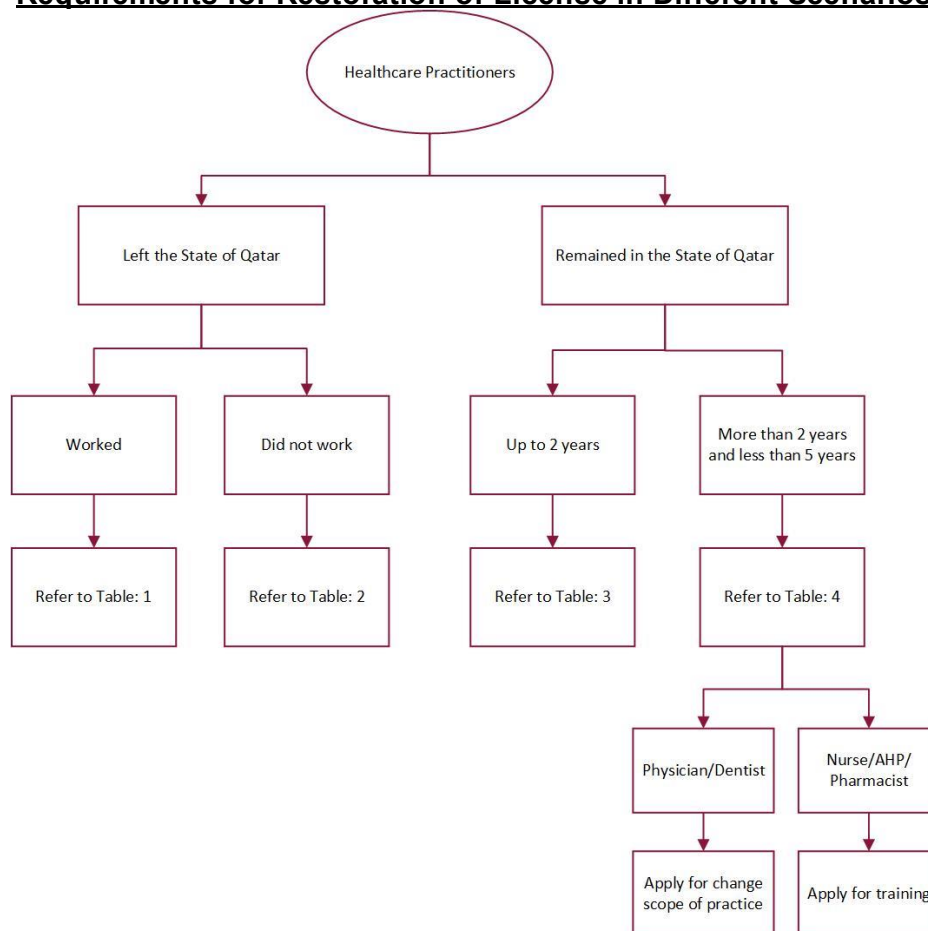 Requirements for Restoration of License in Different Scenarios
Healthcare Practitioners
Left the State of Qatar
Remained in the State of Qatar
Worked
Did not work
Up to 2 years
More than 2 years
and less than 5 years
Refer to Table: 1
Refer to Table: 2
Refer to Table: 3
Refer to Table: 4
Physician/Dentist
Nurse/AHP/
Pharmacist
Apply for change
scope of practice
Apply for training